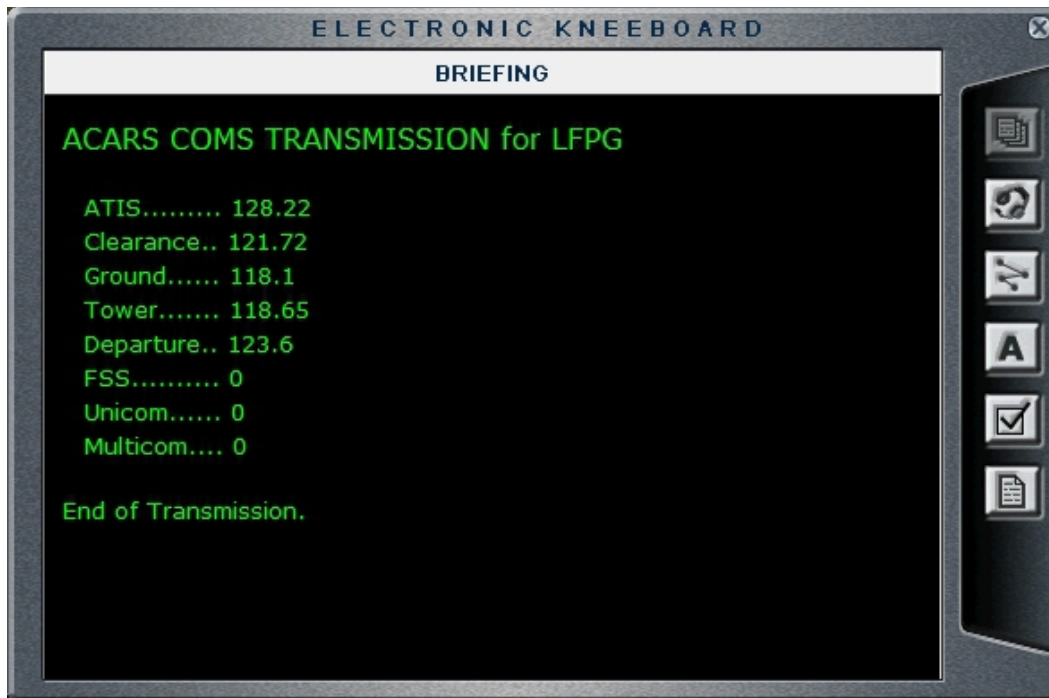 ELECTRONIC KNEEBOARD
BRIEFING
ACARS COMS TRANSMISSION for LFPG
ATIS......... 128.22
Clearance.. 121.72
Ground...... 118.1
Tower....... 118.65
Departure.. 123.6
FSS.......... 0
Unicom...... 0
Multicom.... 0
End of Transmission.
A